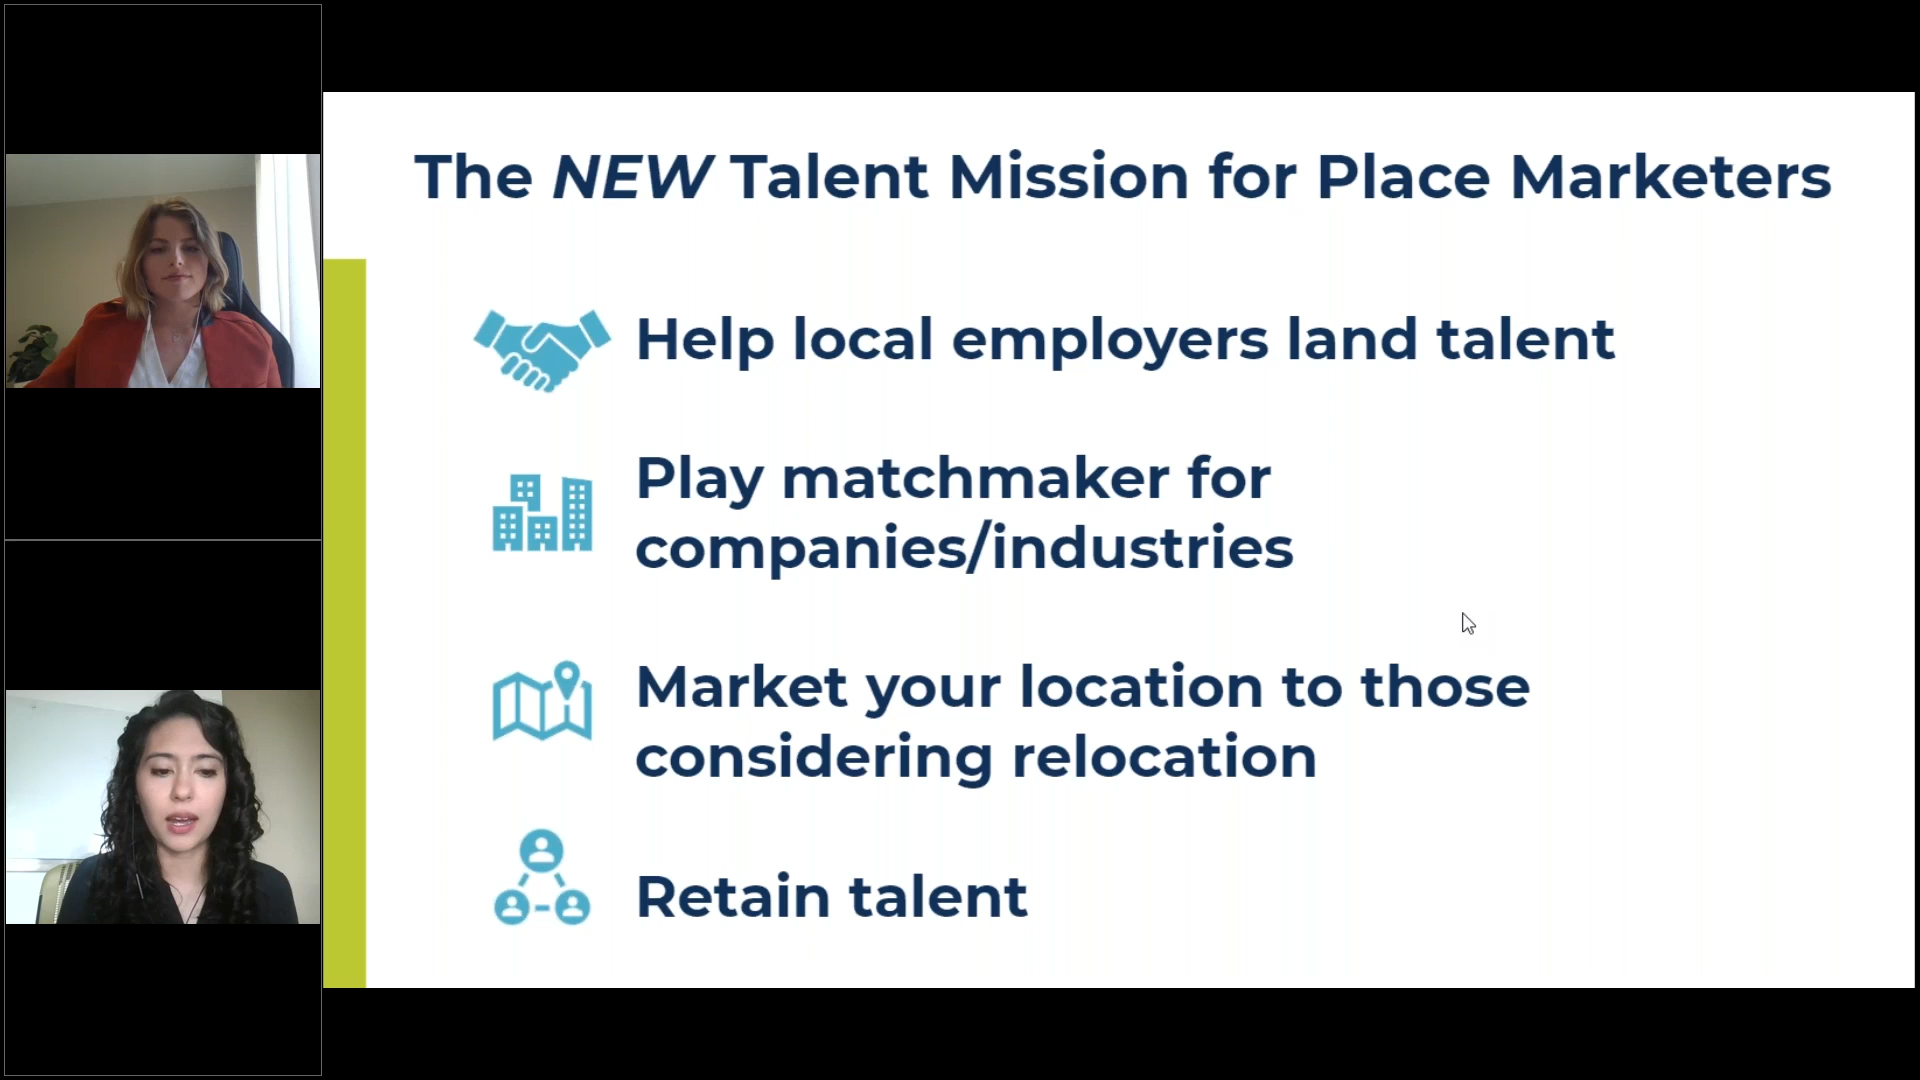 The NEW Talent Mission for Place Marketers
Help local employers land talent
Play matchmaker for
companies/industries
Market your location to those
considering relocation
Retain talent